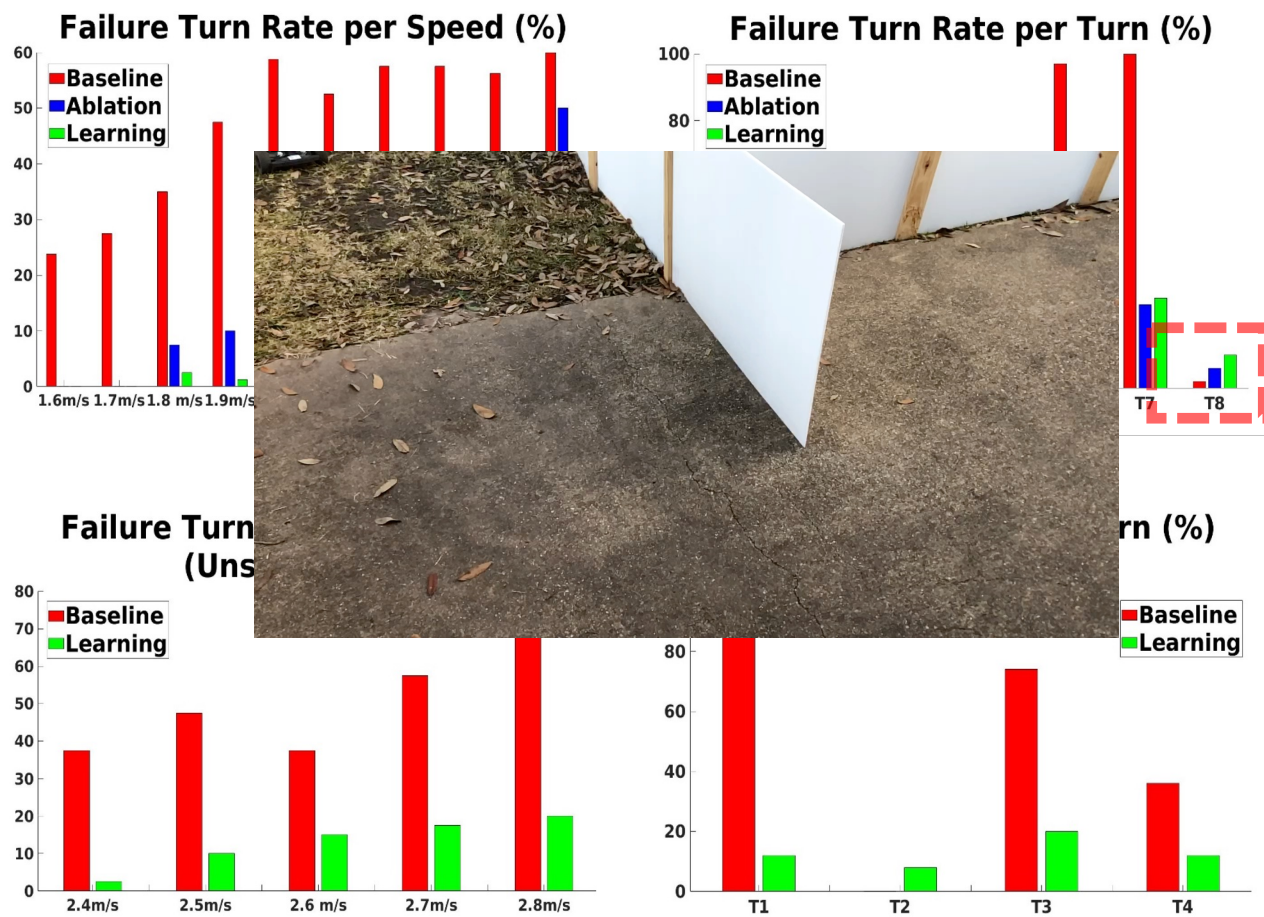 Failure Turn Rate per Speed (%)
60
50
40
30
20
10
0
Baseline
Ablation
Learning
1.6m/s 1.7m/s 1.8 m/s 1.9m/s
Failure Turn Rate per Turn (%)
100
80
Baseline
Ablation
Learning
T7 T8
Failure Turn
(Uns
80
70
60
50
40
30
20
10
0
Baseline
Learning
2.4m/s 2.5m/s 2.6 m/s 2.7m/s 2.8m/s
rn (%)
80
60
40
20
0
Baseline
Learning
T1 T2 T3 T4